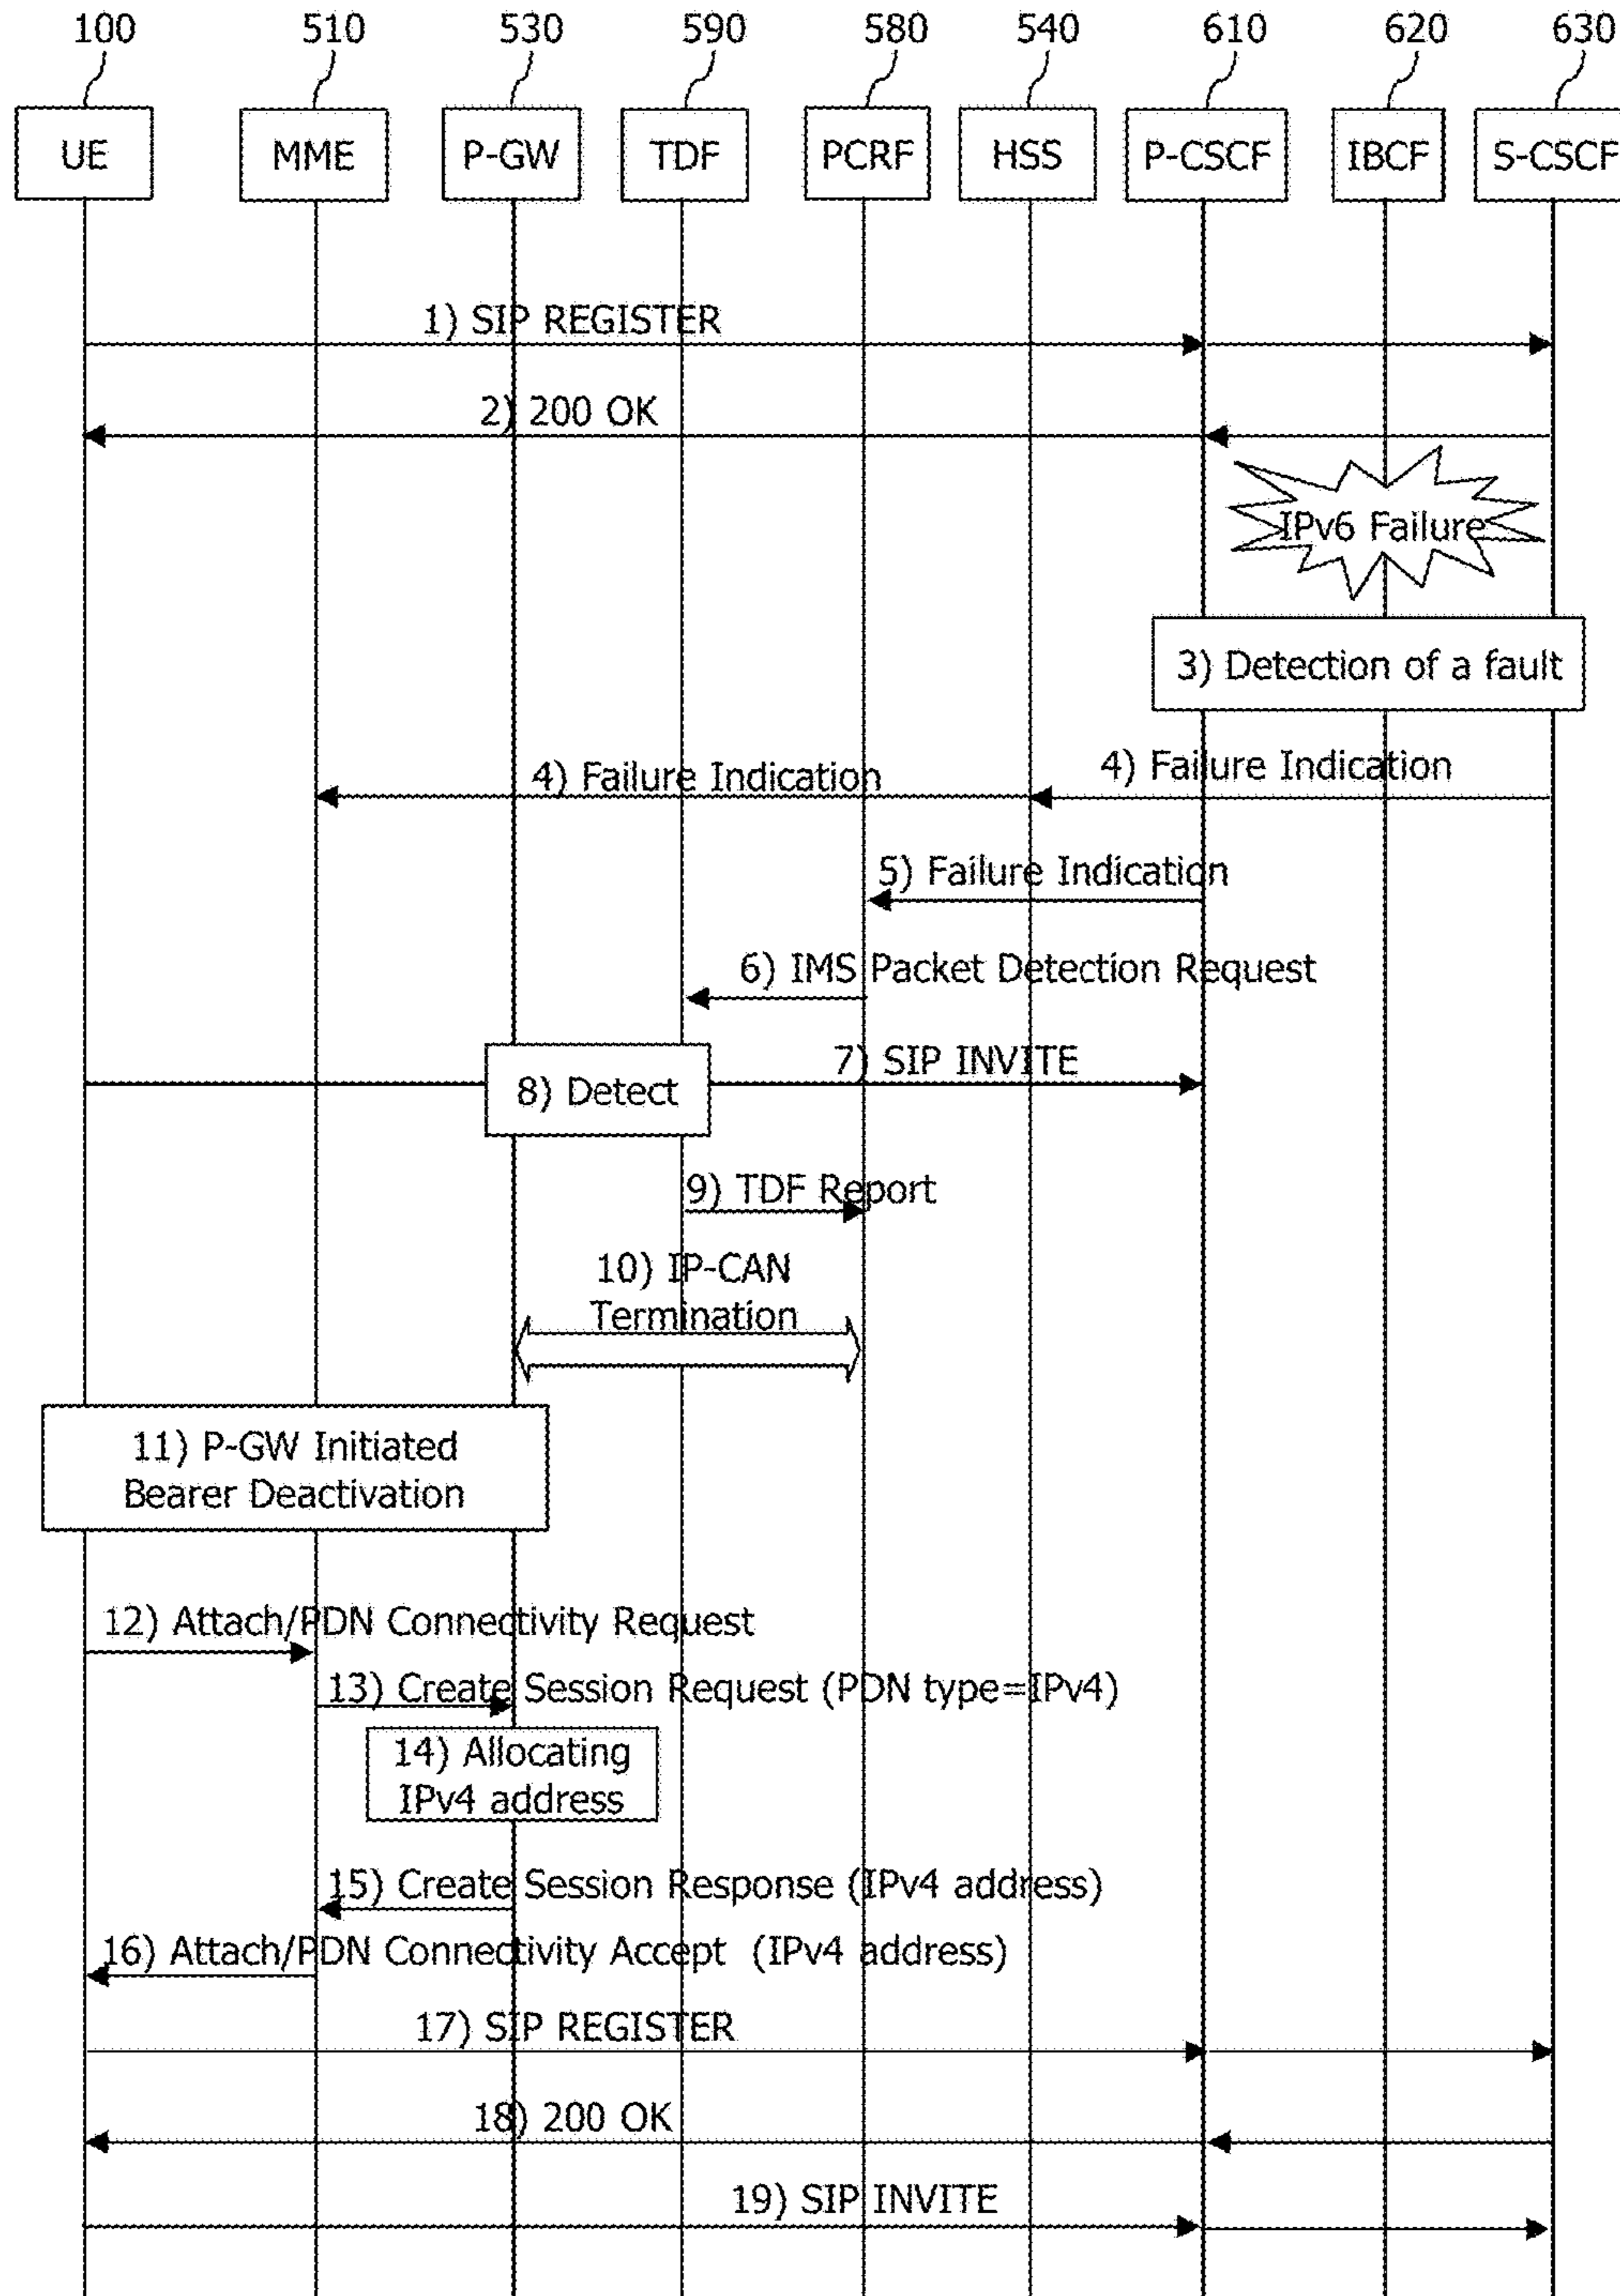 100 510 530 590 580 540 610 620 630
UE MME P-GW TDF PCRF HSS P-CSCF IBCF S-CSCF
1) SIP REGISTER
2) 200 OK
IPv6 Failure
3) Detection of a fault
4) Failure Indication
4) Failure Indication
5) Failure Indication
6) IMS Packet Detection Request
7) SIP INVITE
8) Detect
9) TDF Report
10) IP-CAN
Termination
11) P-GW Initiated
Bearer Deactivation
12) Attach/PDN Connectivity Request
13) Create Session Request (PDN type=IPv4)
14) Allocating
IPv4 address
15) Create Session Response (IPv4 address)
16) Attach/PDN Connectivity Accept (IPv4 address)
17) SIP REGISTER
18) 200 OK
19) SIP INVITE